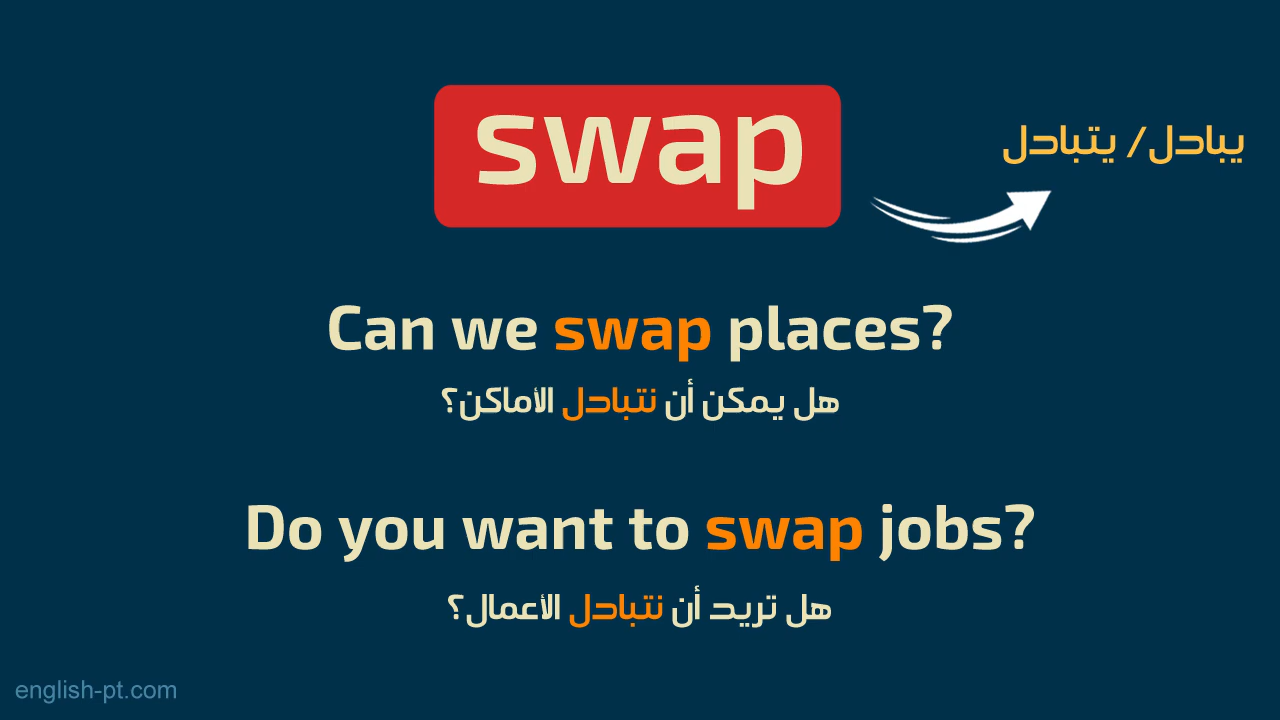 swap
يبادل/ يتبادل
Can we swap places?
هل يمكن أن نتبادل الأماكن؟
Do you want to swap jobs?
هل تريد أن نتبادل الأعمال؟
english-pt.com